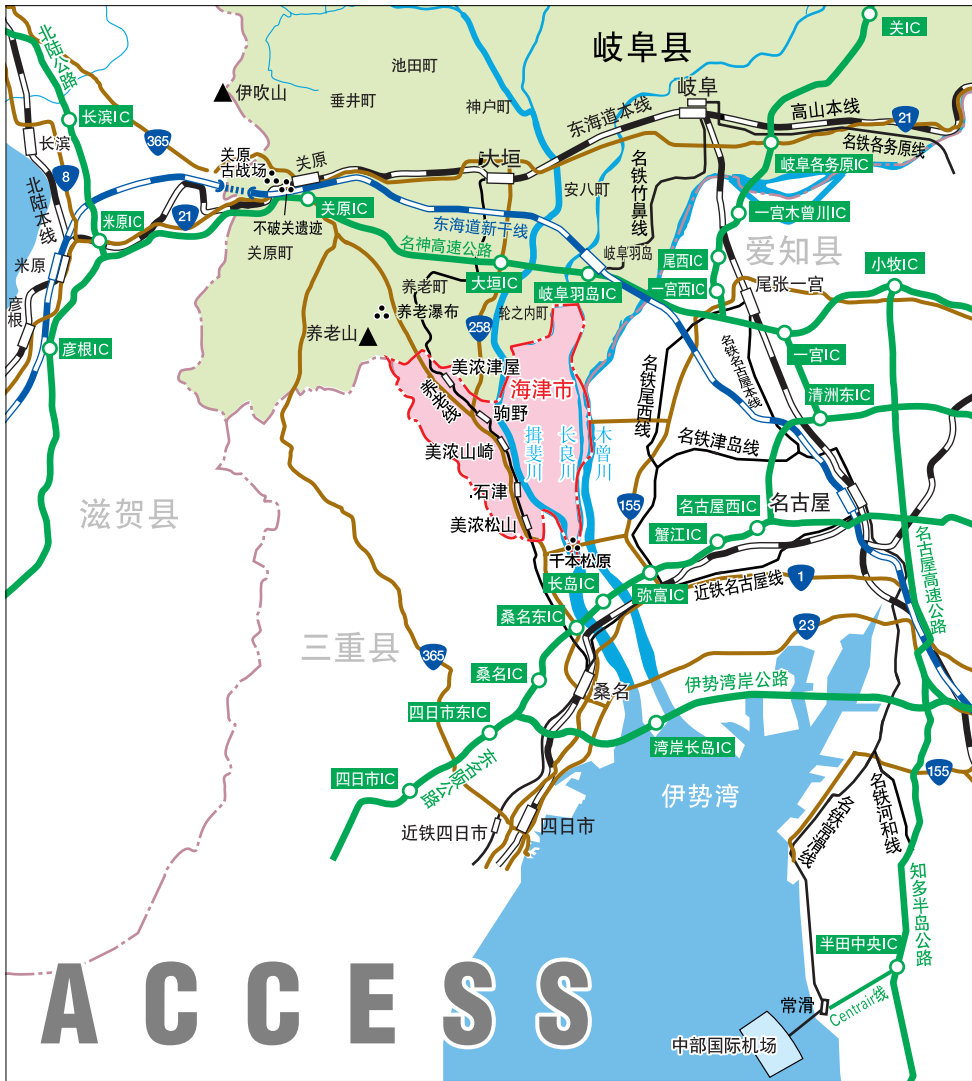 岐阜县
关IC
北陆公路
池田町
伊吹山
垂井町
神户町
岐阜
东海道本线
高山本线
21
长滨IC
365
名铁各务原线
长滨
关原
古战场
关原
大垣
岐阜各务原IC
8
安八町
名铁竹鼻线
北陆本线
21
米原IC
不破关遗迹
关原IC
一宫木曾川IC
东海道新干线
爱知县
关原町
名神高速公路
岐阜羽岛
尾西IC
小牧IC
米原
养老町
大垣IC
岐阜羽岛IC
一宫西IC
尾张一宫
彦根
养老瀑布
轮之内町
258
养老山
彦根IC
一宫IC
名铁名古屋本线
美浓津屋
名铁尾西线
海津市
养老线
清洲东IC
驹野
揖斐川
长良川
木曾川
名铁津岛线
美浓山崎
石津
滋贺县
155
名古屋西IC
名古屋
美浓松山
蟹江IC
千本松原
名古屋高速公路
长岛IC
弥富IC
近铁名古屋线
1
桑名东IC
23
三重县
365
桑名IC
桑名
伊势湾岸公路
四日市东IC
湾岸长岛IC
东名阪公路
四日市IC
伊势湾
155
近铁四日市
四日市
名铁常滑线
名铁河和线
知多半岛公路
半田中央IC
ACCESS
常滑
Centrair线
中部国际机场